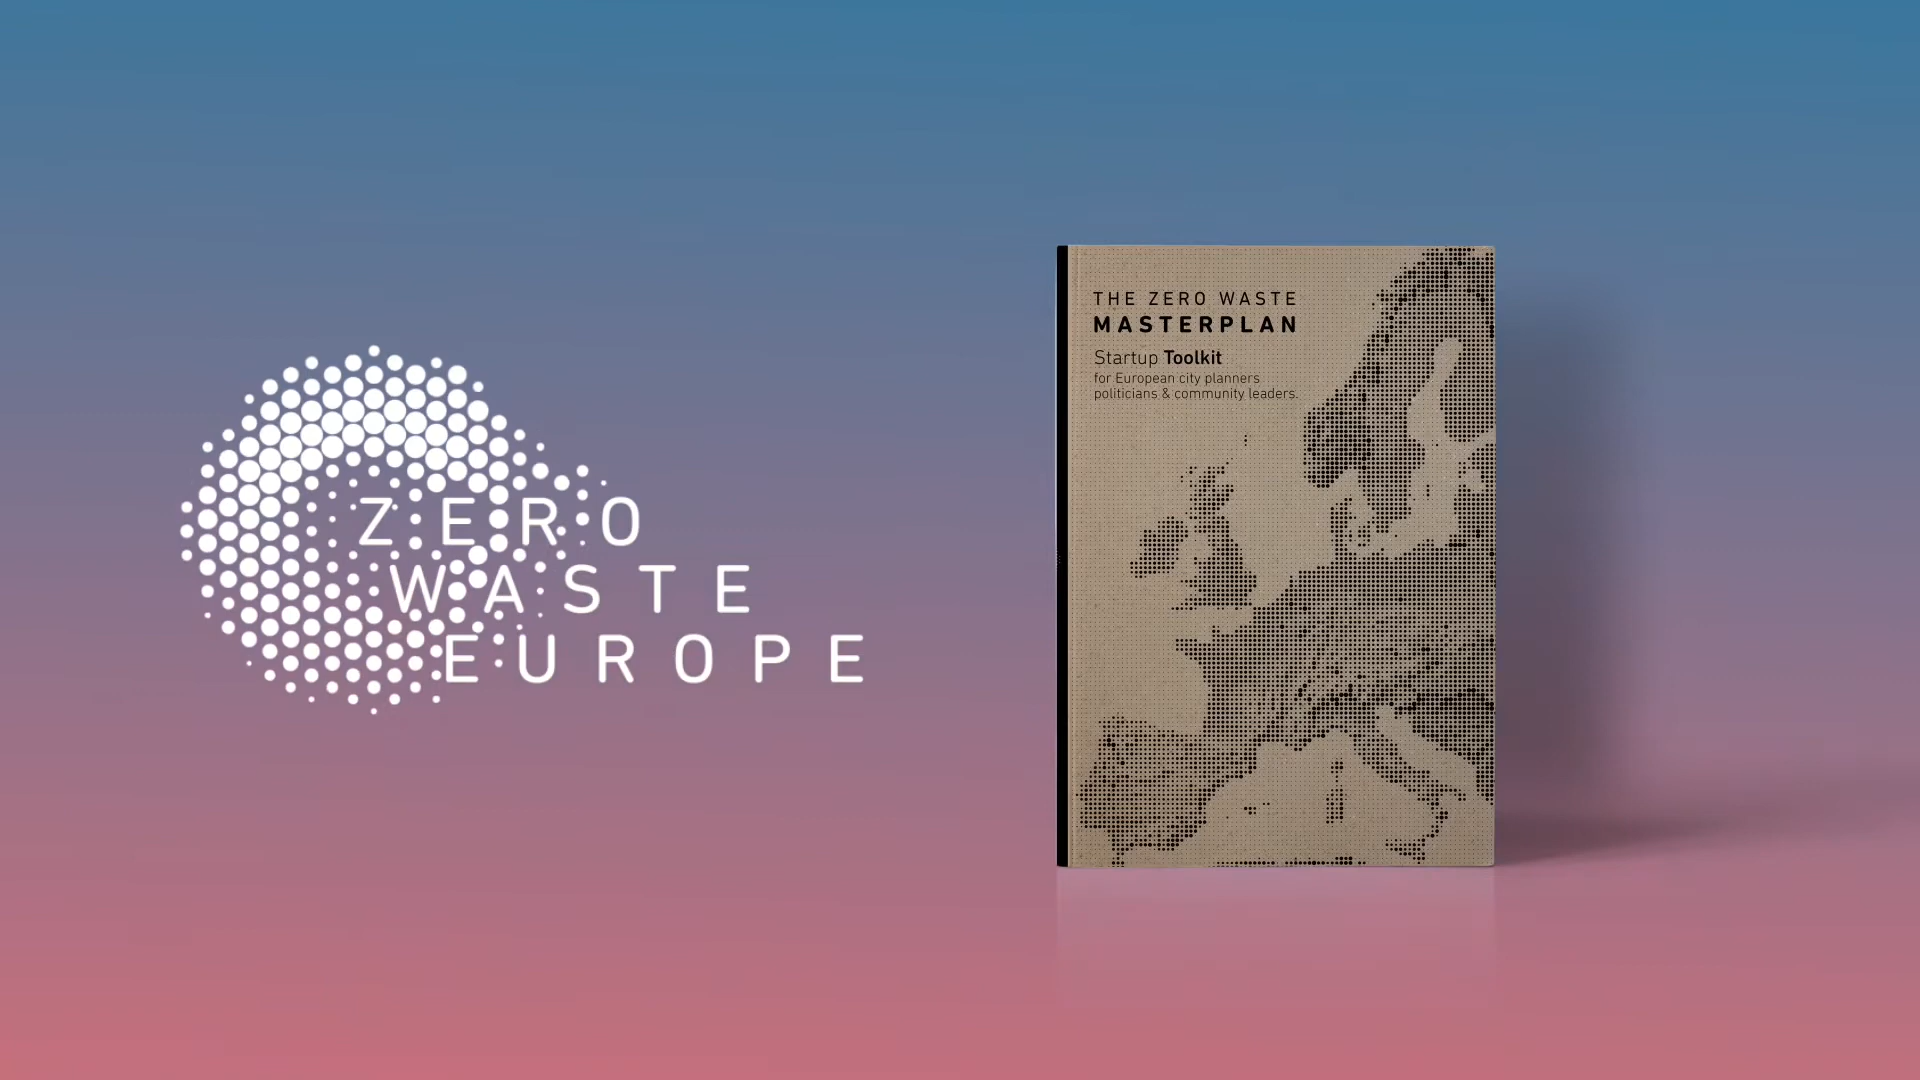 ZERO
WASTE
EUROPE
THE ZERO WASTE
MASTERPLAN
Startup Toolkit
for European city planners
politicians & community leaders.